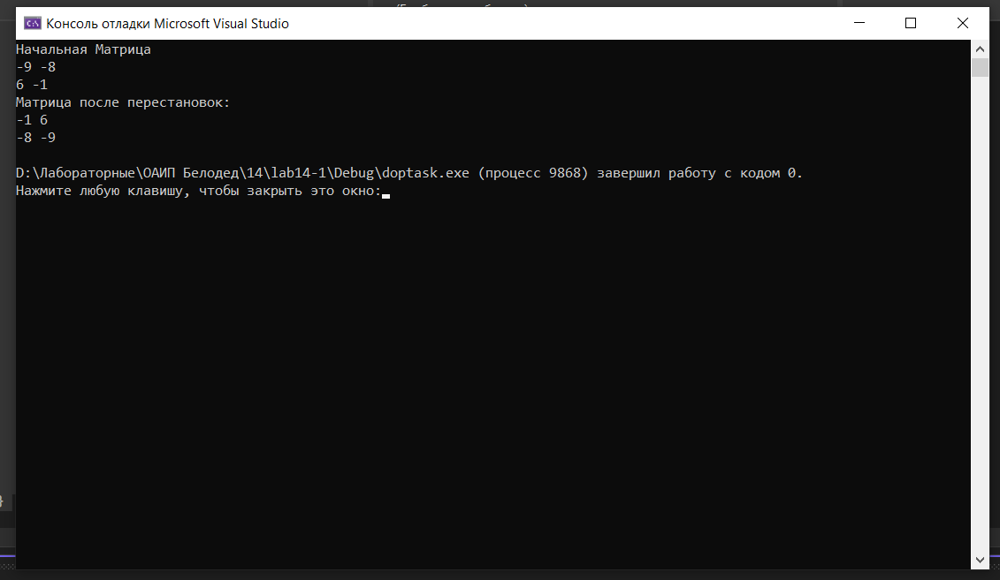 Консоль отладки Microsoft Visual Studio
Начальная Матрица
-9 -8
6 -1
Матрица после перестановок:
-1 6
-8 -9
D:\Лабораторные\ОАИП Белодед\14\lab14-1\Debug\doptask.exe (процесс 9868) завершил работу с кодом 0.
Нажмите любую клавишу, чтобы закрыть это окно: